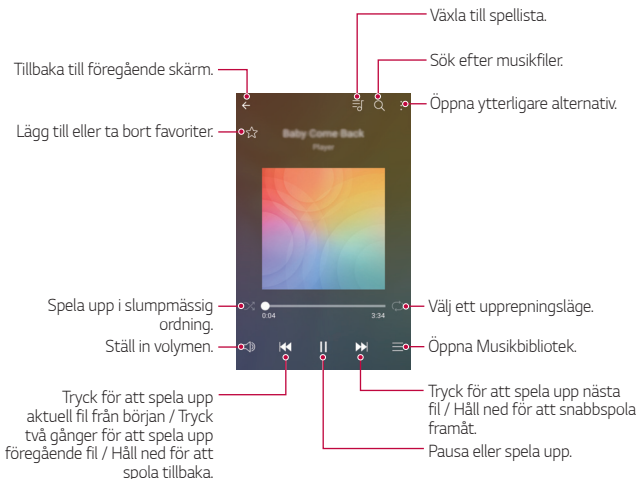 Växla till spellista.
Sök efter musikfiler.
Tillbaka till föregående skärm.
Öppna ytterligare alternativ.
Lägg till eller ta bort favoriter.
Baby Come Back
Player
Spela upp i slumpmässig
ordning.
0:04
3:34
Välj ett upprepningsläge.
Ställ in volymen.
Öppna Musikbibliotek.
Tryck för att spela upp
aktuell fil från början / Tryck
två gånger för att spela upp
föregående fil / Håll ned för att
spola tillbaka.
Tryck för att spela upp nästa
fil / Håll ned för att snabbspola
framåt.
Pausa eller spela upp.